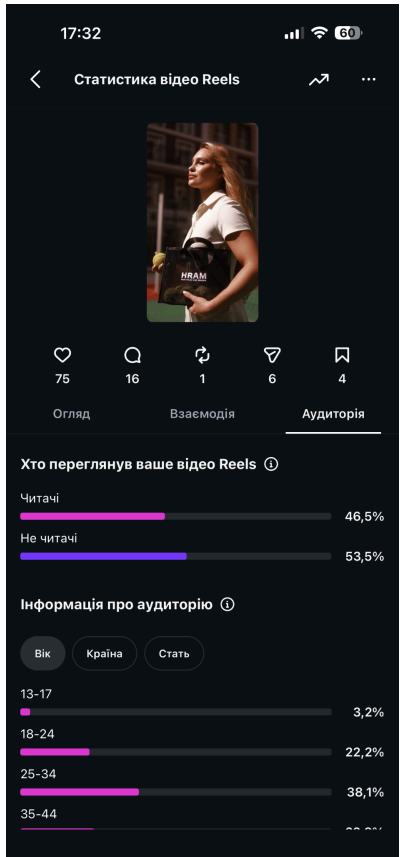 17:32
60
Статистика відео Reels
HRAM
75 16 1 6 4
Огляд Взаємодія Аудиторія
Хто переглянув ваше відео Reels
Читачі
46,5%
Не читачі
53,5%
Інформація про аудиторію
Вік Країна Стать
13-17
3,2%
18-24
22,2%
25-34
38,1%
35-44